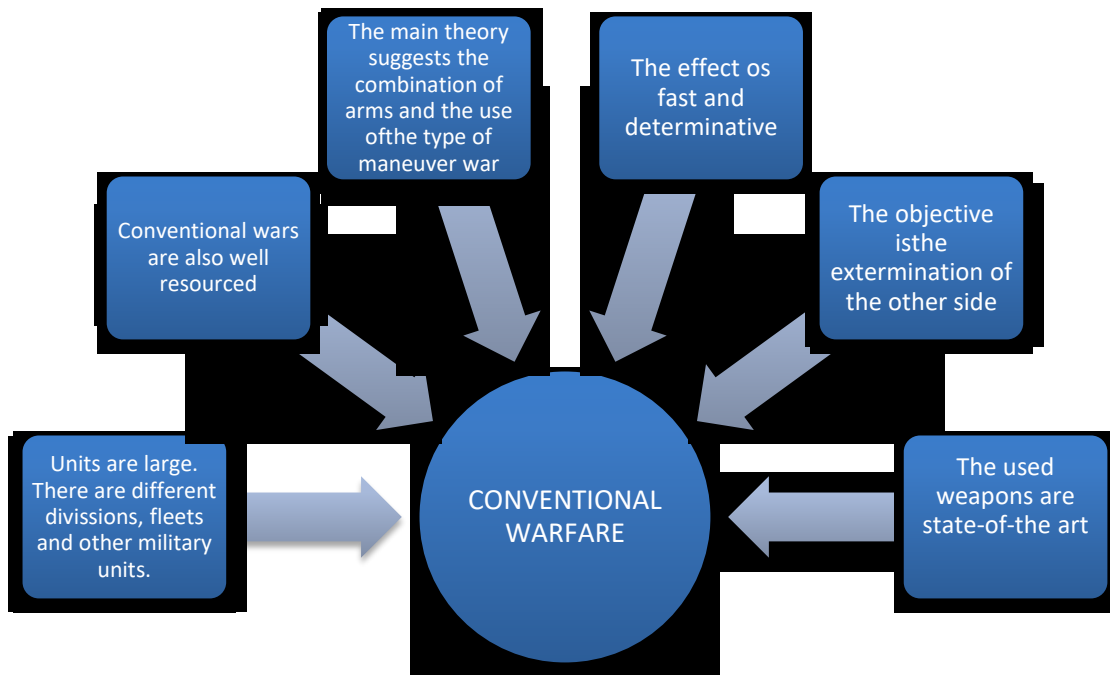 The main theory
suggests the
combination of
arms and the use
ofthe type of
maneuver war
The effect os
fast and
determinative
Conventional wars
are also well
resourced
The objective
isthe
extermination of
the other side
Units are large.
There are different
divissions, fleets
and other military
units.
CONVENTIONAL
WARFARE
The used
weapons are
state-of-the art